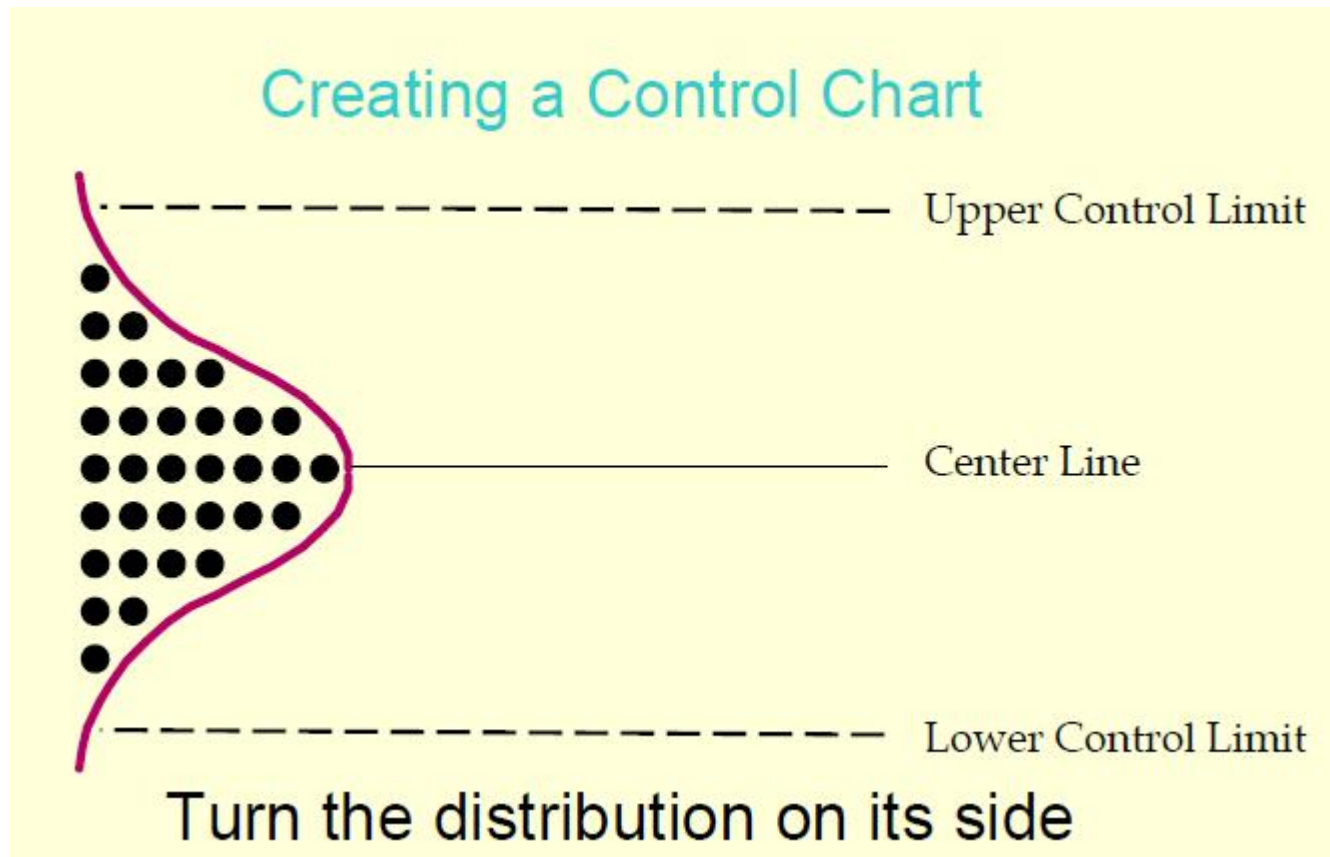 Creating a Control Chart
Upper Control Limit
Center Line
Lower Control Limit
Turn the distribution on its side